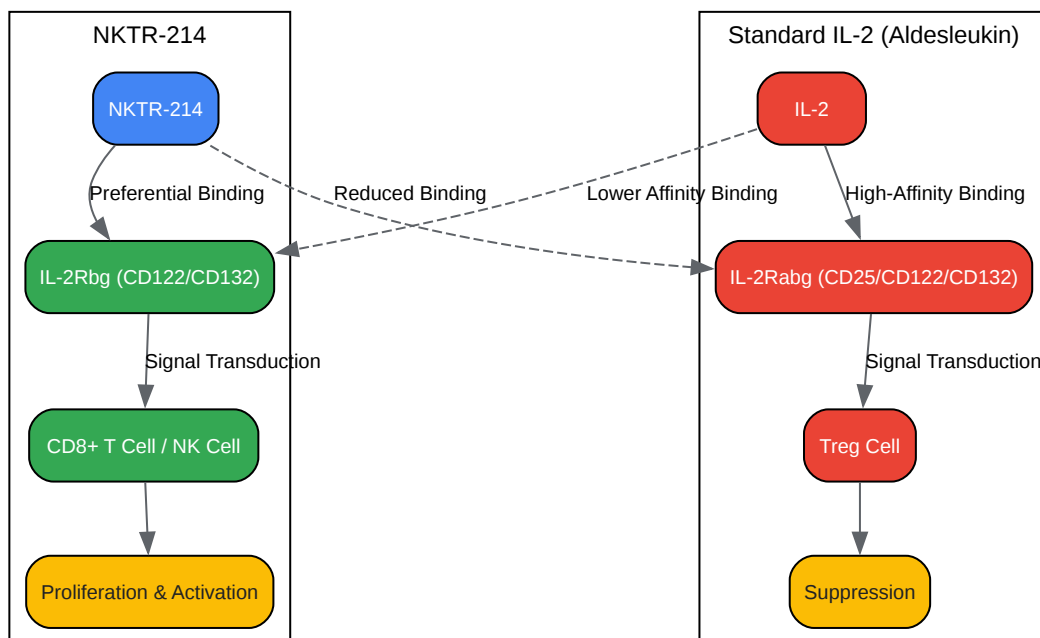 NKTR-214
Standard IL-2 (Aldesleukin)
NKTR-214
IL-2
Preferential Binding
Reduced Binding
Lower Affinity Binding
High-Affinity Binding
IL-2Rbg (CD122/CD132)
IL-2Rabg (CD25/CD122/CD132)
Signal Transduction
Signal Transduction
CD8+ T Cell / NK Cell
Treg Cell
Proliferation & Activation
Suppression